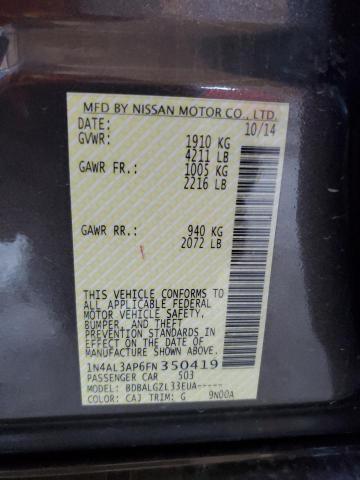 MFD BY NISSAN MOTOR CO., LTD.
DATE: 10/14
GVWR: 1910 KG
4211 LB
GAWR FR.: 1005 KG
2216 LB
GAWR RR.: 940 KG
2072 LB
THIS VEHICLE CONFORMS TO
ALL APPLICABLE FEDERAL
MOTOR VEHICLE SAFETY,
BUMPER, AND THEFT
PREVENTION STANDARDS IN
EFFECT ON THE DATE OF
MANUFACTURE SHOWN ABOVE.
1N4AL3AP6FN350419
PASSENGER CAR 503
MODEL: BDBALGZL33EUA-----
COLOR: CAJ TRIM: G 9N00A